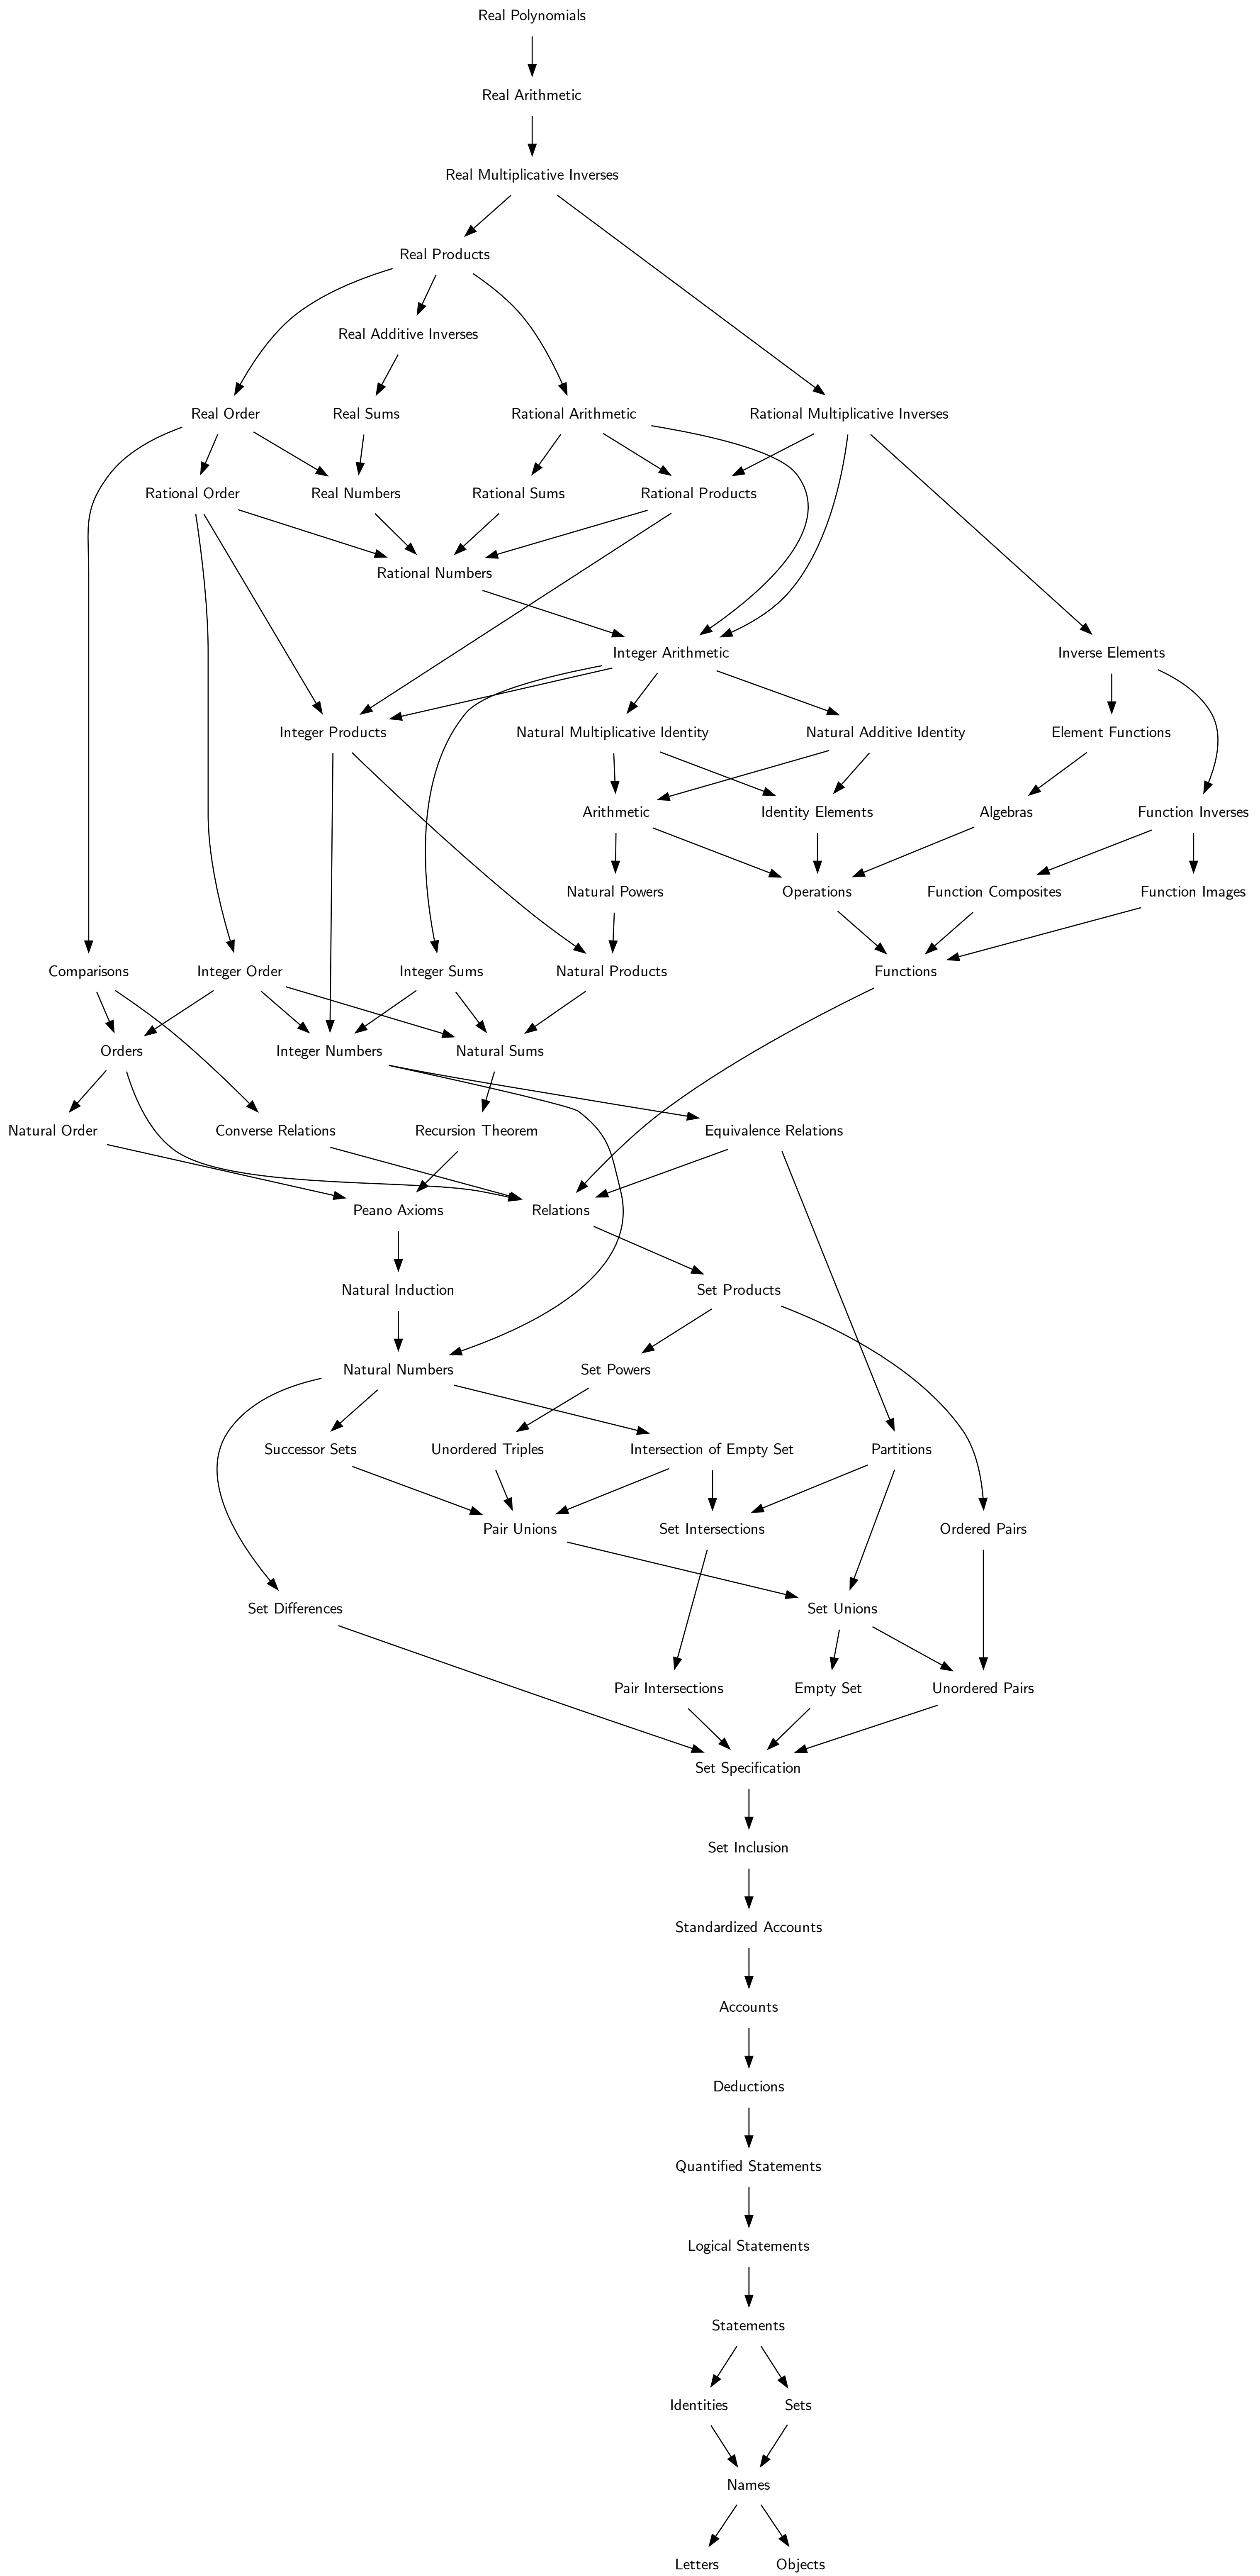 Real Polynomials
Real Arithmetic
Real Multiplicative Inverses
Real Products
Real Additive Inverses
Real Order
Real Sums
Rational Arithmetic
Rational Multiplicative Inverses
Rational Order
Real Numbers
Rational Sums
Rational Products
Rational Numbers
Integer Arithmetic
Inverse Elements
Integer Products
Natural Multiplicative Identity
Natural Additive Identity
Element Functions
Arithmetic
Identity Elements
Algebras
Function Inverses
Natural Powers
Operations
Function Composites
Function Images
Comparisons
Integer Order
Integer Sums
Natural Products
Functions
Orders
Integer Numbers
Natural Sums
Natural Order
Converse Relations
Recursion Theorem
Equivalence Relations
Peano Axioms
Relations
Natural Induction
Set Products
Natural Numbers
Set Powers
Successor Sets
Unordered Triples
Intersection of Empty Set
Partitions
Pair Unions
Set Intersections
Ordered Pairs
Set Differences
Set Unions
Pair Intersections
Empty Set
Unordered Pairs
Set Specification
Set Inclusion
Standardized Accounts
Accounts
Deductions
Quantified Statements
Logical Statements
Statements
Identities
Sets
Names
Letters
Objects